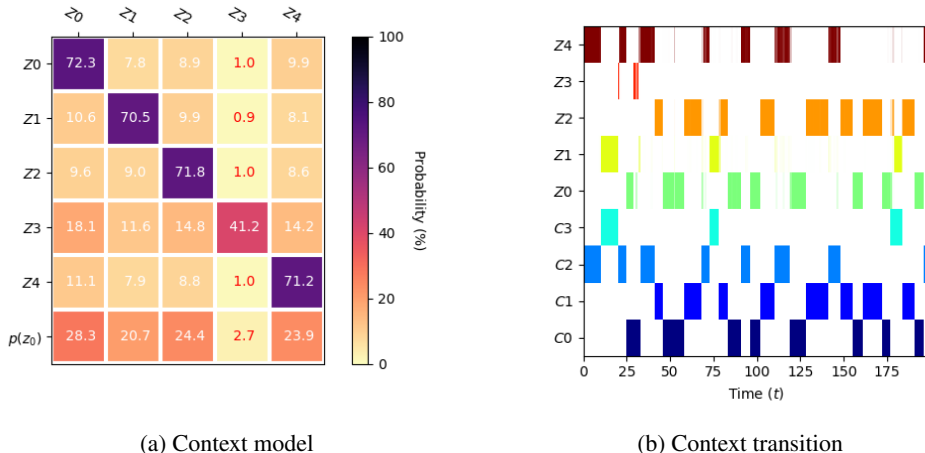 Z0 Z1 Z2 Z3 Z4
Z0 72.3 7.8 8.9 1.0 9.9
Z1 10.6 70.5 9.9 0.9 8.1
Z2 9.6 9.0 71.8 1.0 8.6
Z3 18.1 11.6 14.8 41.2 14.2
Z4 11.1 7.9 8.8 1.0 71.2
p(z0) 28.3 20.7 24.4 2.7 23.9
100
80
60
40
20
0
Probability (%)
(a) Context model
Z4
Z3
Z2
Z1
Z0
C3
C2
C1
C0
0 25 50 75 100 125 150 175
Time (t)
(b) Context transition